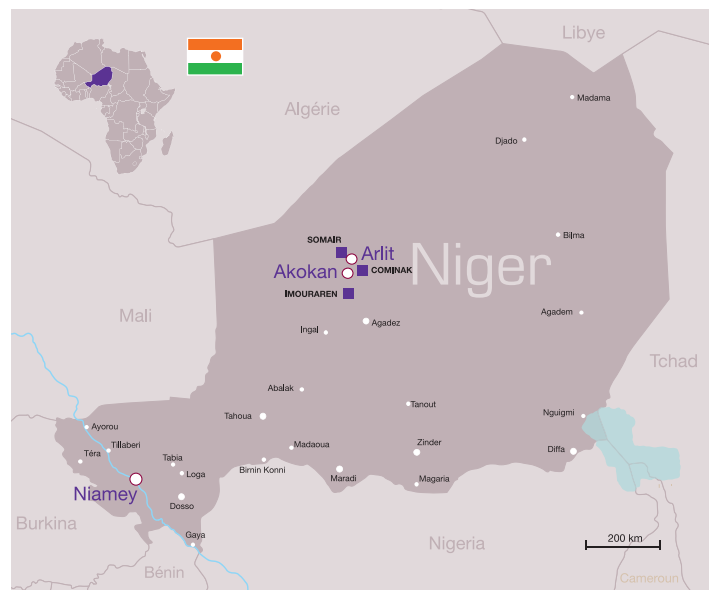 Libye
Madama
Algérie
Djado
Bilma
SOMAÏR
Arlit
Niger
Akokan
COMINAK
IMOURAREN
Agadem
Mali
Agadez
Ingal
Tchad
Abalak
Tanout
Nguigmi
Tahoua
Ayorou
Tillaberi
Madaoua
Zinder
Diffa
Téra
Tabia
Birnin Konni
Loga
Maradi
Magaria
Niamey
Dosso
Burkina
Gaya
Nigeria
200 km
Bénin
Cameroun